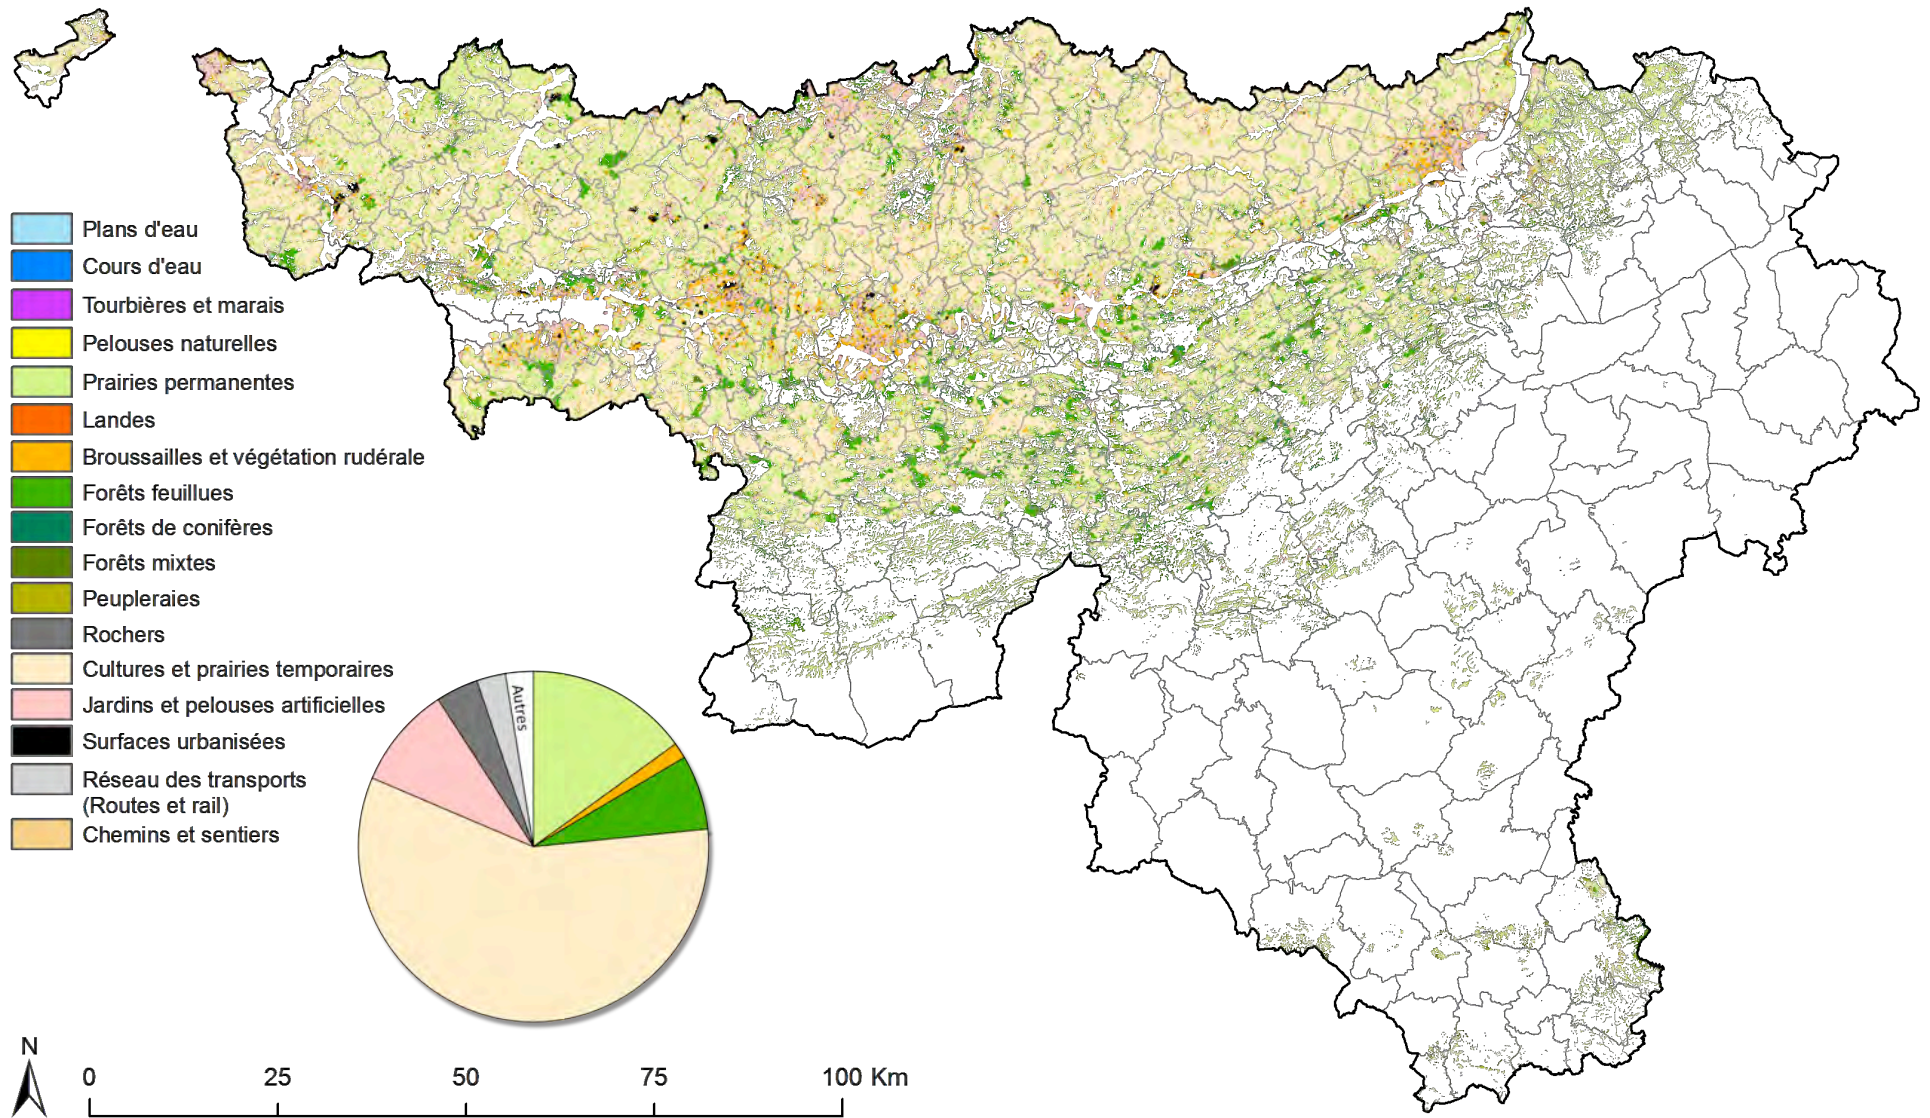 Plans d'eau
Cours d'eau
Tourbières et marais
Pelouses naturelles
Prairies permanentes
Landes
Broussailles et végétation rudérale
Forêts feuillues
Forêts de conifères
Forêts mixtes
Peupleraies
Rochers
Cultures et prairies temporaires
Jardins et pelouses artificielles
Surfaces urbanisées
Réseau des transports
(Routes et rail)
Chemins et sentiers
Autres
N
0 25 50 75 100 Km